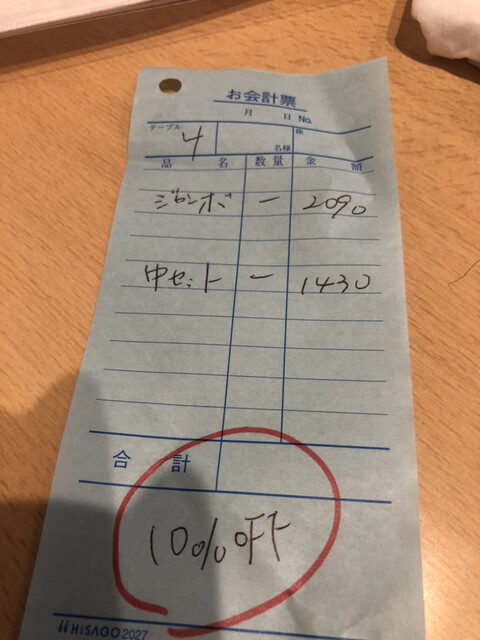 お会計票
月 日 No.
テーブル 4 名様 係
品 名 数量 金 額
ジャンボ 一 2090
中セット 一 1430
合 計
10% OFF
HISAGO 2027